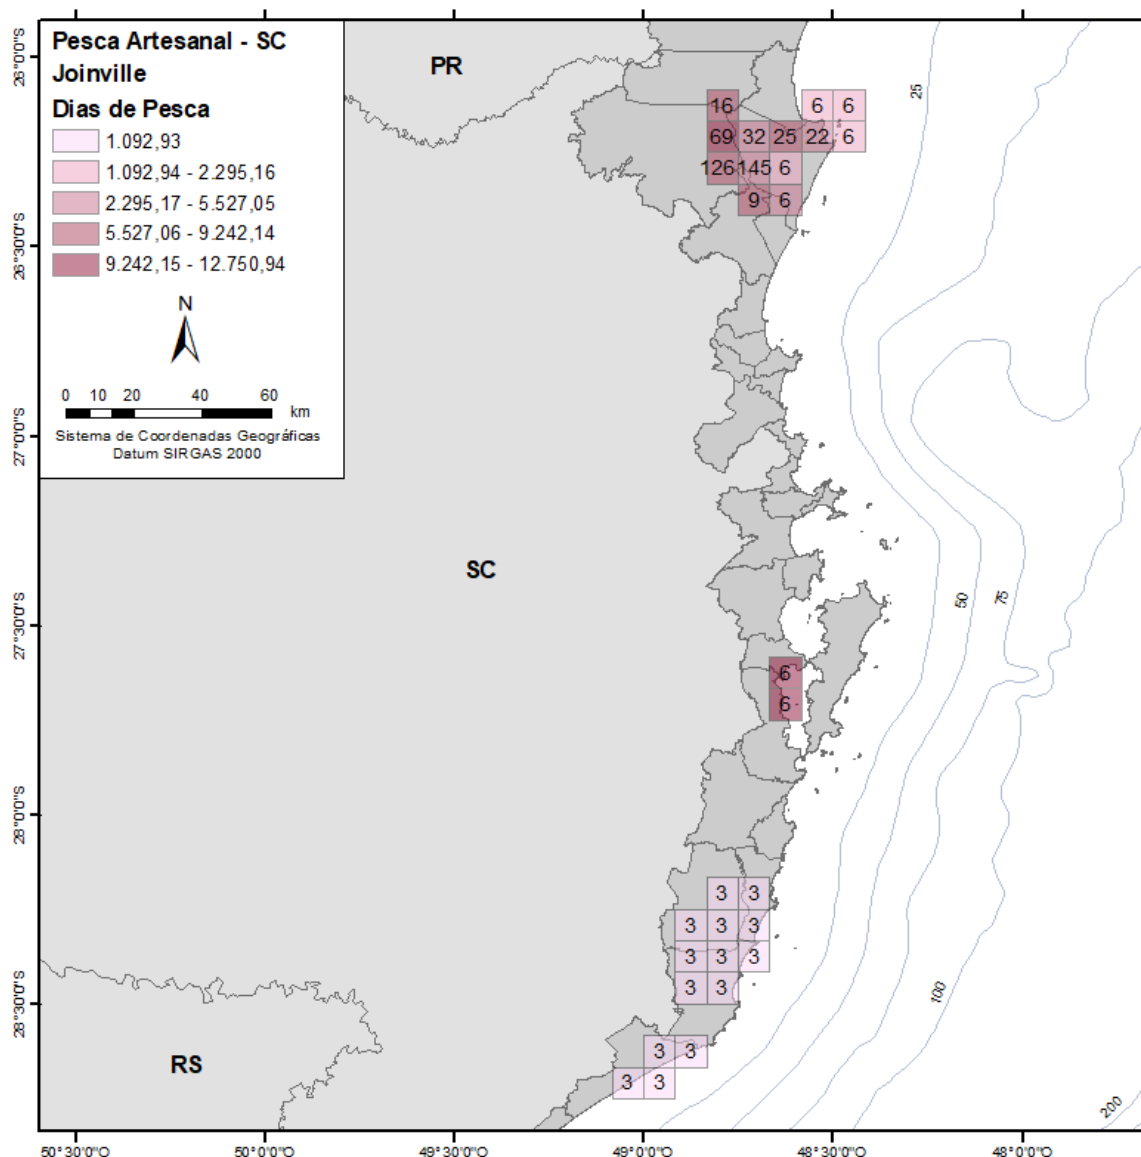 Pesca Artesanal - SC
Joinville
Dias de Pesca
1.092,93
1.092,94 - 2.295,16
2.295,17 - 5.527,05
5.527,06 - 9.242,14
9.242,15 - 12.750,94
N
0 10 20 40 60
km
Sistema de Coordenadas Geográficas
Datum SIRGAS 2000
PR
SC
RS
16 6 6
69 32 25 22 6
126 145 6
9 6
6
6
3 3
3 3 3
3 3 3
3 3
3 3
3 3
25
50
75
100
200
26°0'0"S
26°30'0"S
27°0'0"S
27°30'0"S
28°0'0"S
28°30'0"S
50°30'0"O 50°0'0"O 49°30'0"O 49°0'0"O 48°30'0"O 48°0'0"O